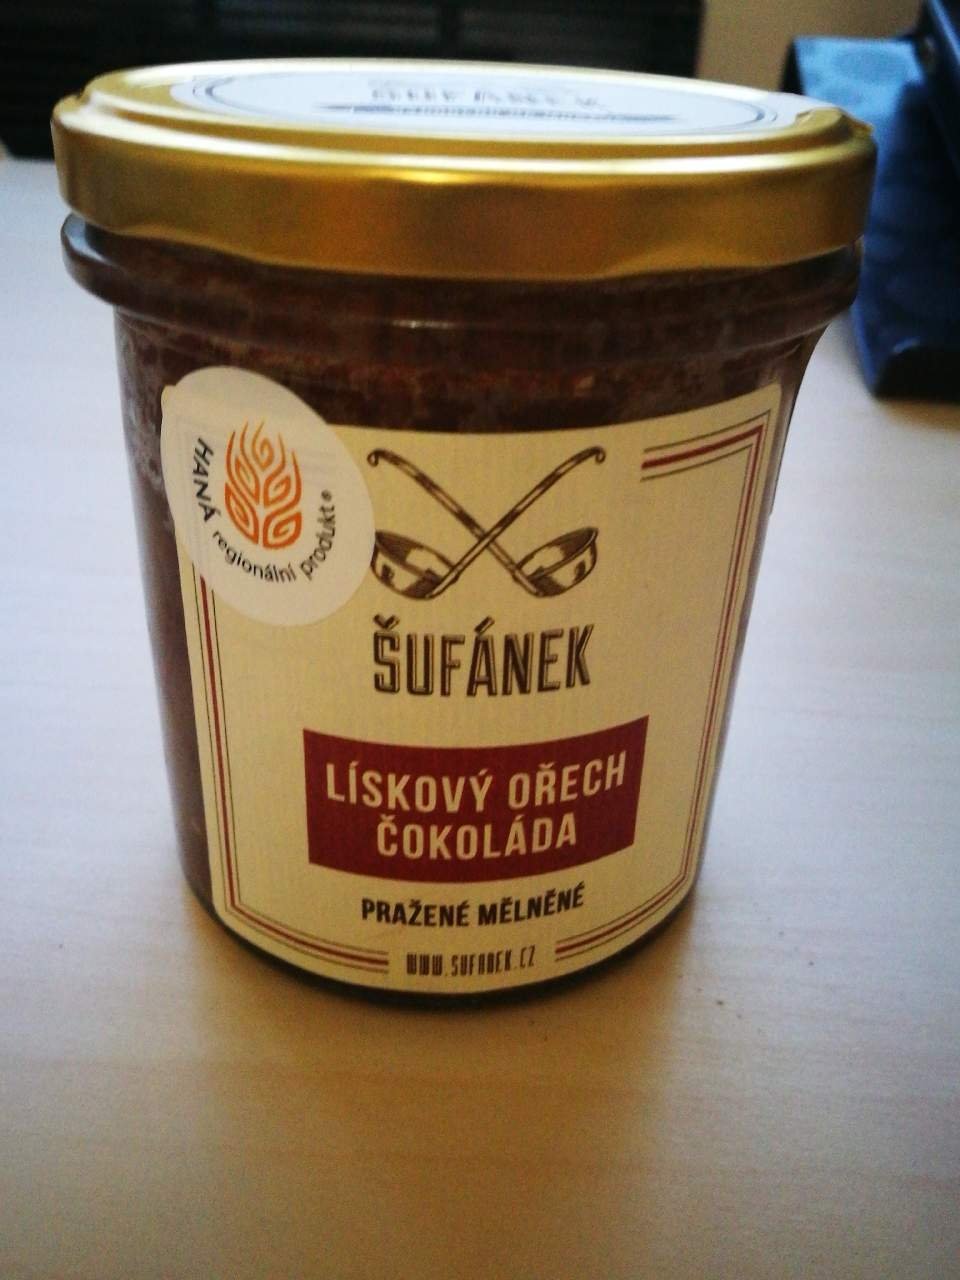 HANÁ regionální produkt®
ŠUFÁNEK
LÍSKOVÝ OŘECH
ČOKOLÁDA
PRAŽENÉ MĚLNĚNÉ
WWW.SUFANEK.CZ